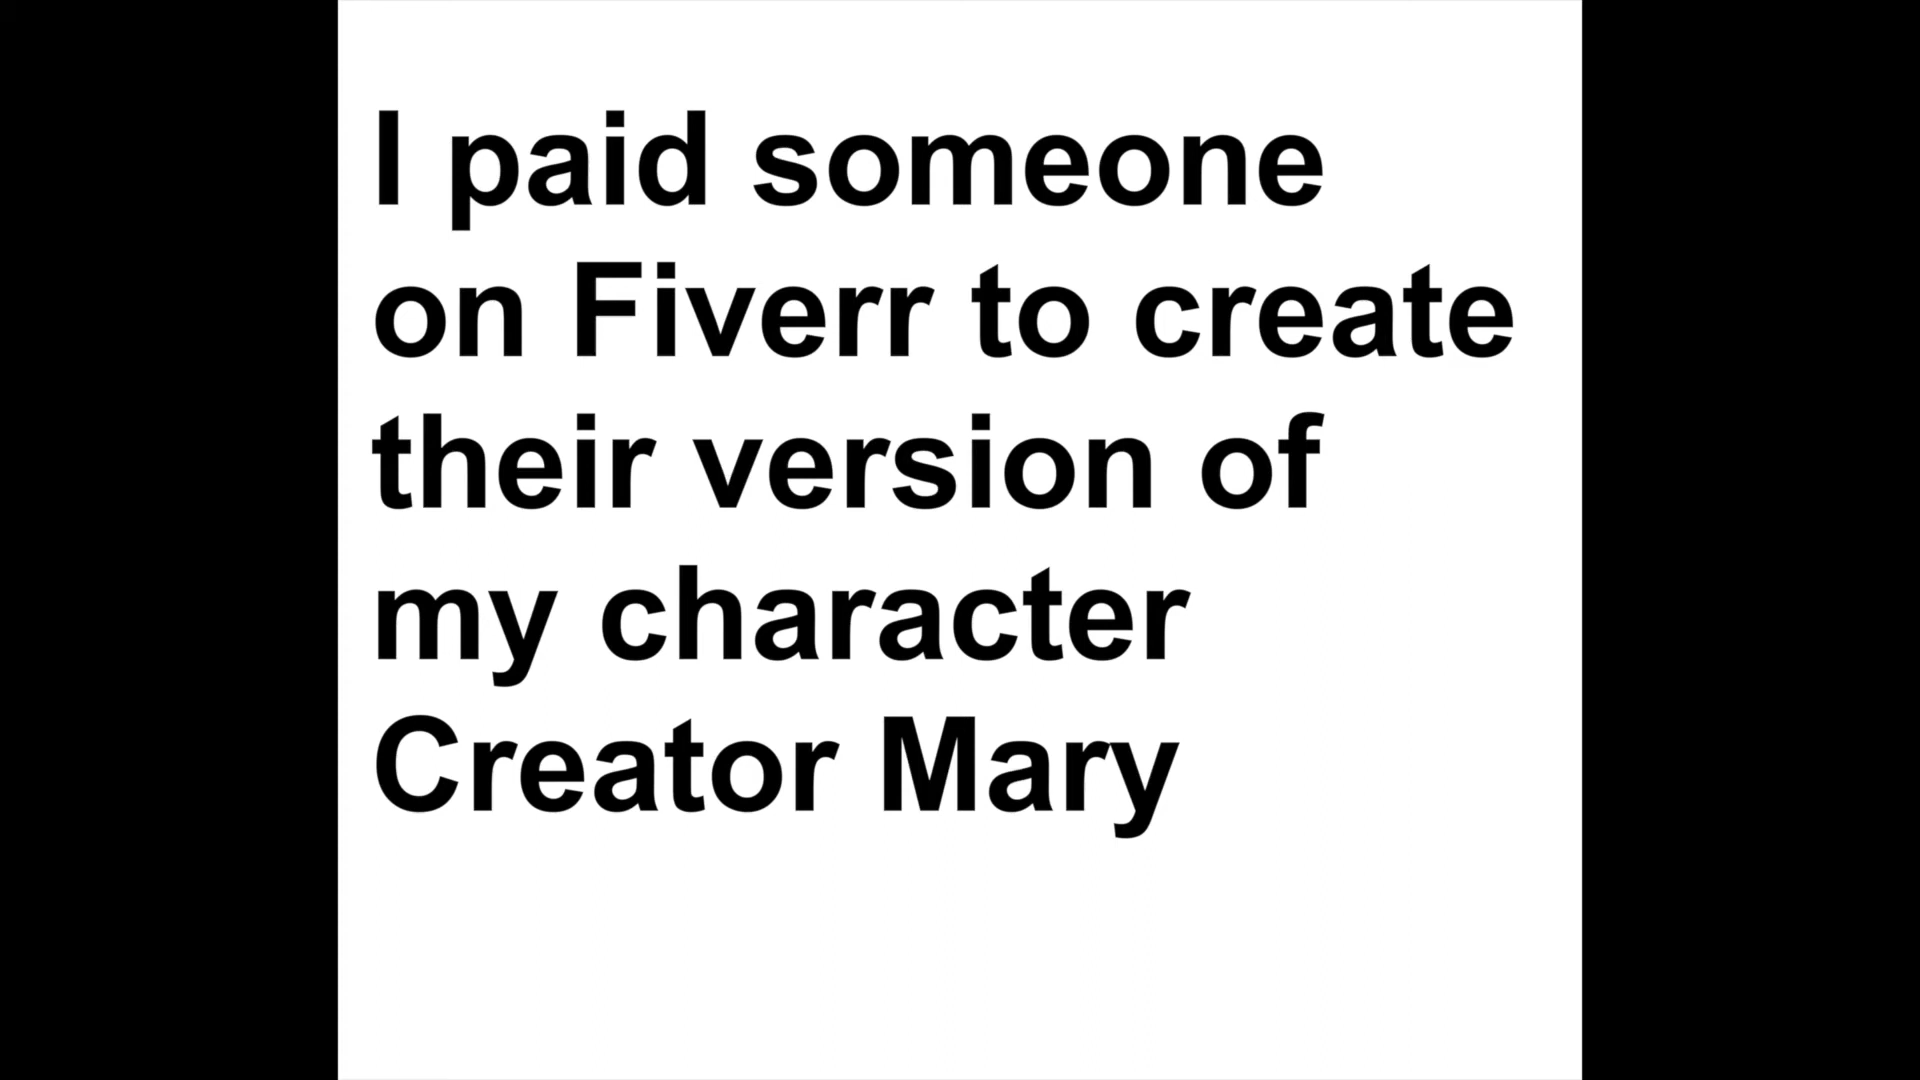 I paid someone
on Fiverr to create
their version of
my character
Creator Mary